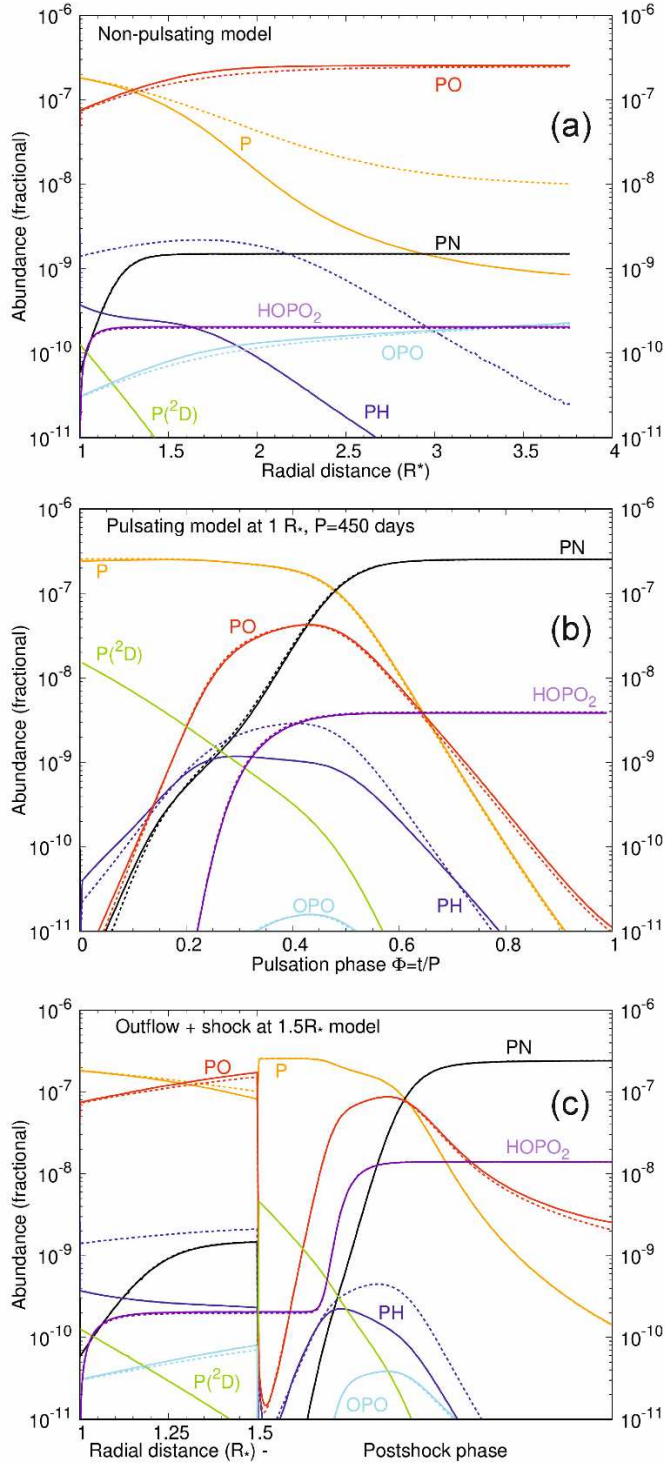 Non-pulsating model
(a)
PO
P
PN
HOPO₂
OPO
P(²D)
PH
Abundance (fractional)
10⁻⁶
10⁻⁷
10⁻⁸
10⁻⁹
10⁻¹⁰
10⁻¹¹
10⁻⁶
10⁻⁷
10⁻⁸
10⁻⁹
10⁻¹⁰
10⁻¹¹
1 1.5 2 2.5 3 3.5 4
Radial distance (R*)
Pulsating model at 1 R⋆, P=450 days
(b)
P
PN
PO
P(²D)
HOPO₂
OPO
PH
Abundance (fractional)
10⁻⁶
10⁻⁷
10⁻⁸
10⁻⁹
10⁻¹⁰
10⁻¹¹
10⁻⁶
10⁻⁷
10⁻⁸
10⁻⁹
10⁻¹⁰
10⁻¹¹
0 0.2 0.4 0.6 0.8 1
Pulsation phase Φ=t/P
Outflow + shock at 1.5R⋆ model
(c)
PO
P
PN
HOPO₂
PH
P(²D)
OPO
Abundance (fractional)
10⁻⁶
10⁻⁷
10⁻⁸
10⁻⁹
10⁻¹⁰
10⁻¹¹
10⁻⁶
10⁻⁷
10⁻⁸
10⁻⁹
10⁻¹⁰
10⁻¹¹
1 1.25 1.5
Radial distance (R⋆) - Postshock phase